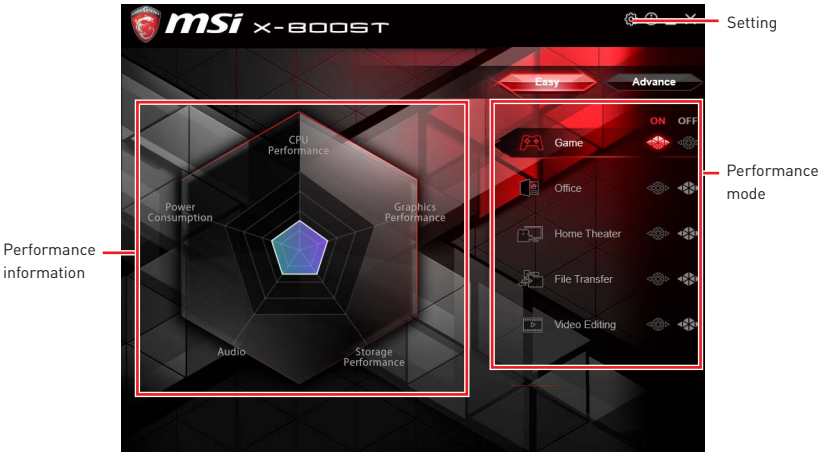 msi X-BOOST
Setting
Easy
Advance
ON OFF
CPU
Performance
Game
Performance
mode
Office
Power
Consumption
Graphics
Performance
Home Theater
Performance
information
File Transfer
Video Editing
Audio
Storage
Performance